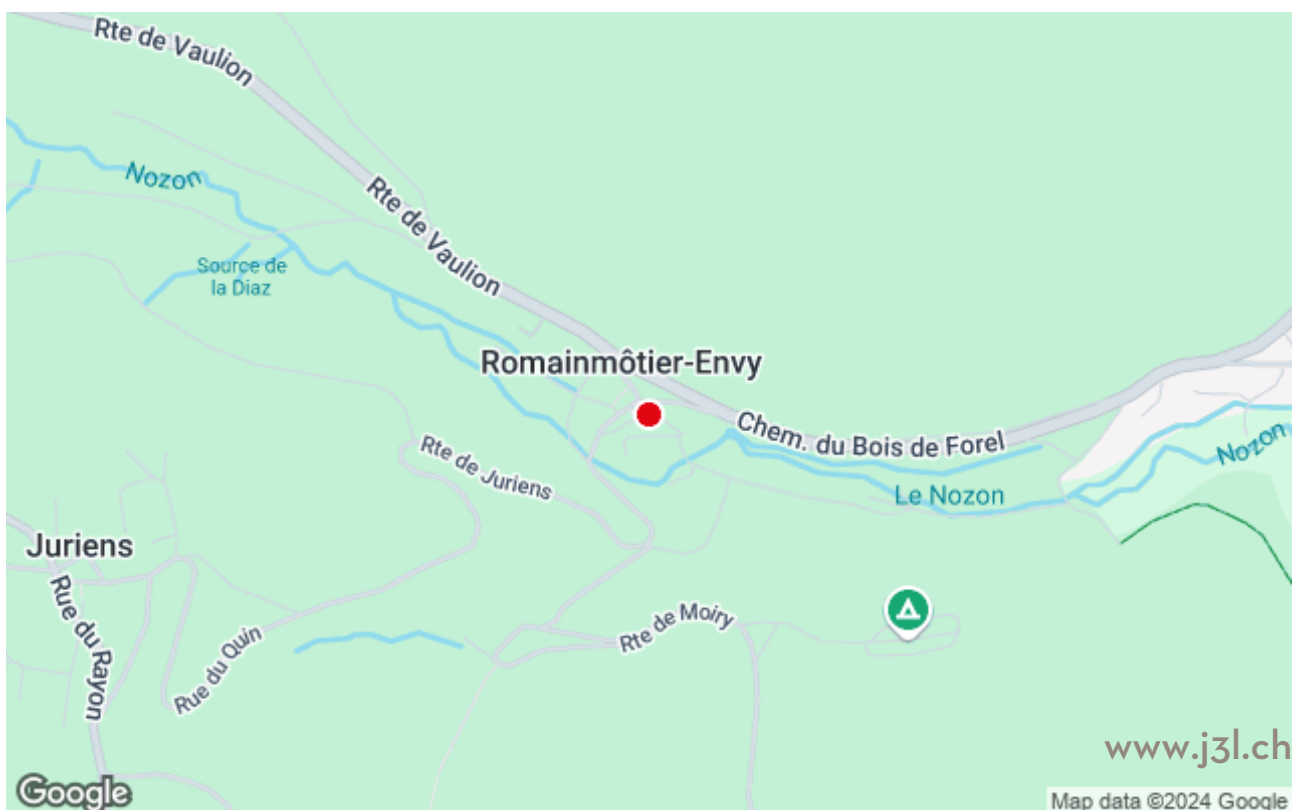 Rte de Vaulion
Nozon
Rte de Vaulion
Source de
la Diaz
Romainmôtier-Envy
Chem. du Bois de Forel
Nozon
Rte de Juriens
Le Nozon
Juriens
Rue du Rayon
Rue du Quin
Rte de Moiry
www.j3l.ch
Google
Map data ©2024 Google